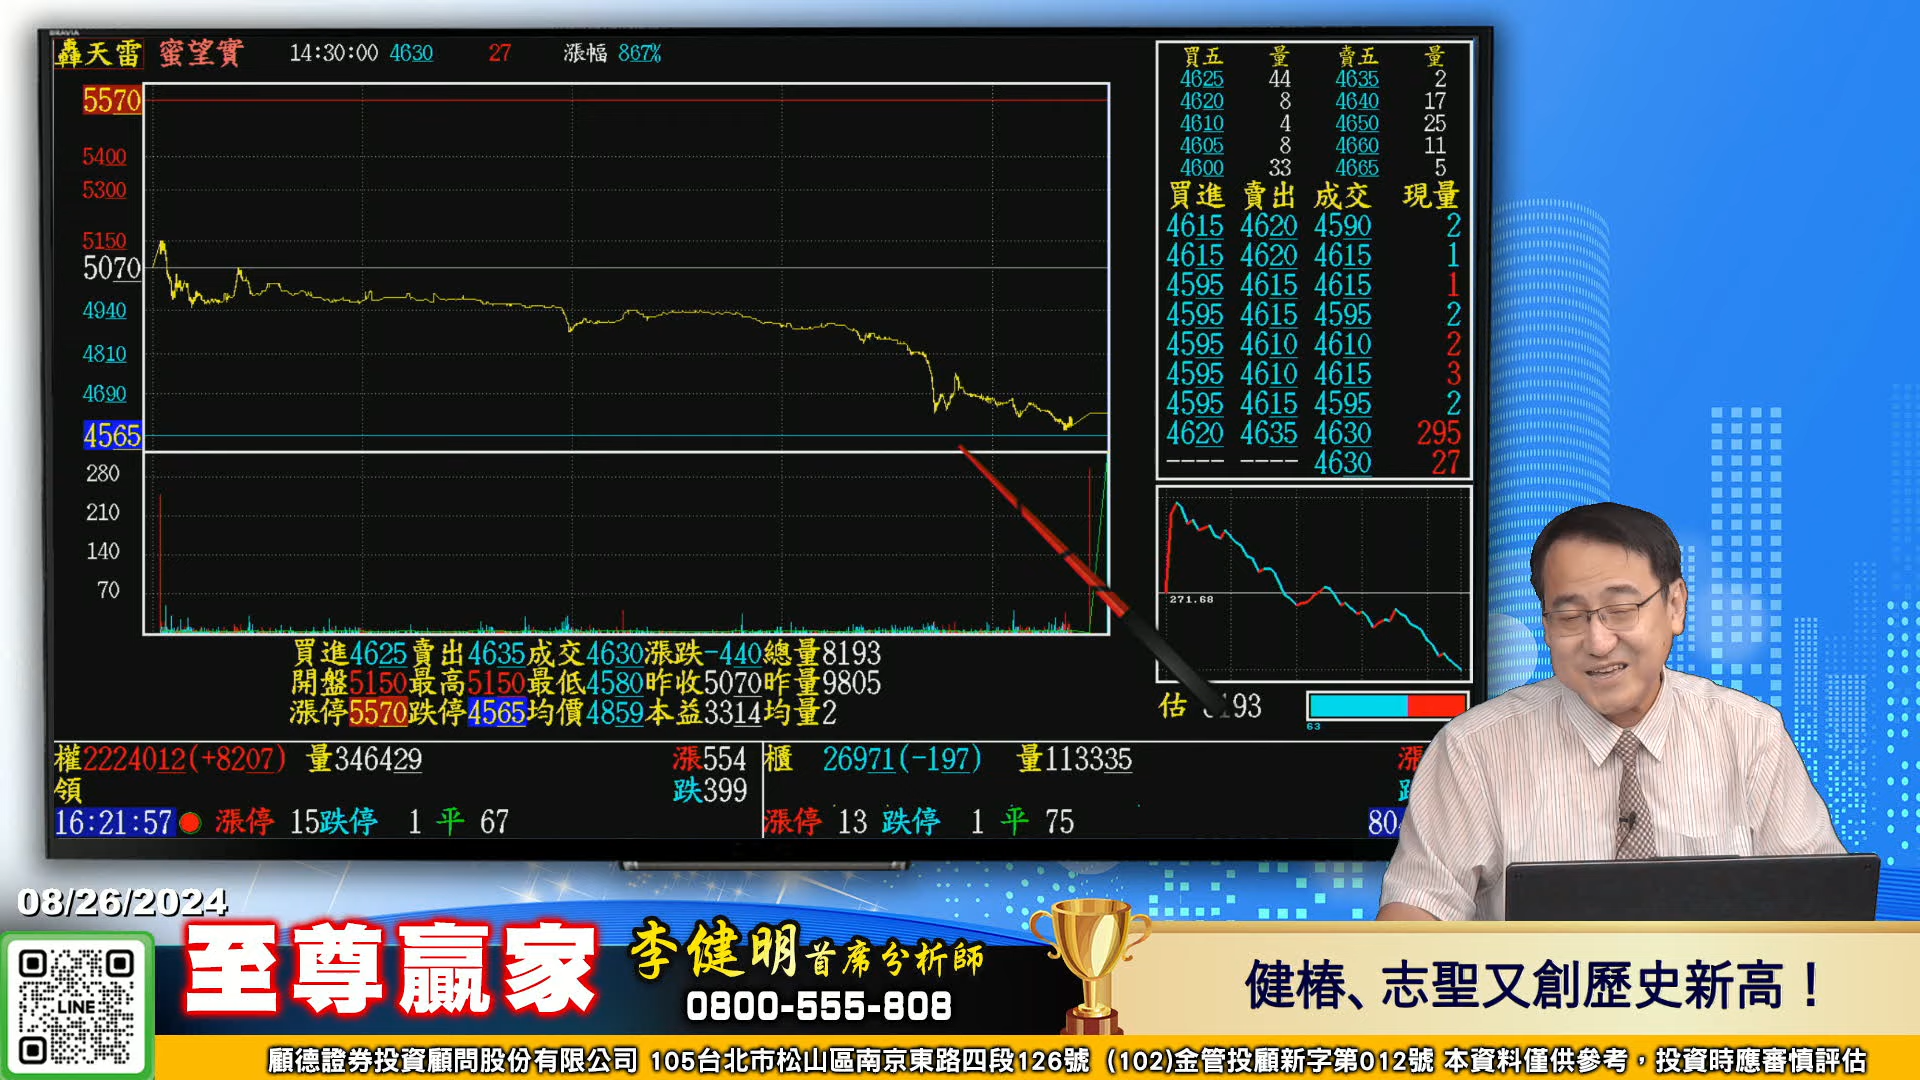 BRAVIA
轟天雷 蜜望實 14:30:00 4630 27 漲幅 867%
5570
5400
5300
5150
5070
4940
4810
4690
4565
280
210
140
70
買五 量 賣五 量
4625 44 4635 2
4620 8 4640 17
4610 4 4650 25
4605 8 4660 11
4600 33 4665 5
買進 賣出 成交 現量
4615 4620 4590 2
4615 4620 4615 1
4595 4615 4615 1
4595 4615 4595 2
4595 4610 4610 2
4595 4610 4615 3
4595 4615 4595 2
4620 4635 4630 295
---- ---- 4630 27
271.68
估 8193
63
買進4625賣出4635成交4630漲跌-440總量8193
開盤5150最高5150最低4580昨收5070昨量9805
漲停5570跌停4565均價4859本益3314均量2
權2224012(+8207) 量346429 漲554
領 跌399
16:21:57 漲停 15跌停 1 平 67
櫃 26971(-197) 量113335 漲
漲停 13 跌停 1 平 75 80
08/26/2024
LINE
至尊贏家
李健明首席分析師
0800-555-808
健椿、志聖又創歷史新高！
顧德證券投資顧問股份有限公司 105台北市松山區南京東路四段126號 (102)金管投顧新字第012號 本資料僅供參考，投資時應審慎評估